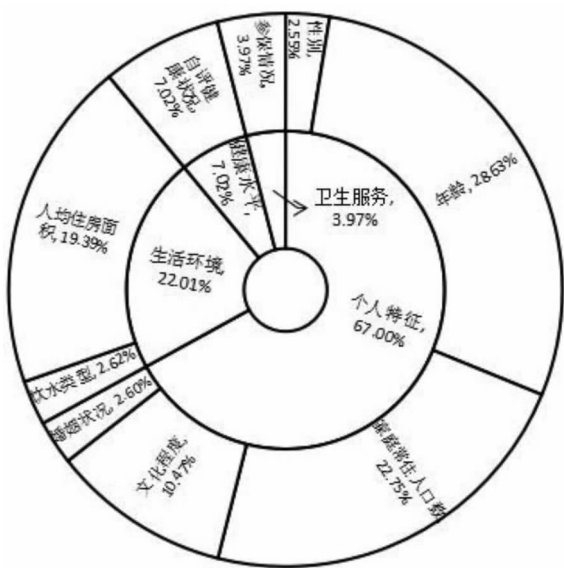 性别,
2.55%
年龄,28.63%
家庭常住人口数
22.75%
文化程度,
10.47%
婚姻状况,2.60%
饮水类型,2.62%
人均住房面
积,19.39%
自评健
康状况,
7.02%
参保情况,
3.97%
卫生服务,
3.97%
个人特征,
67.00%
生活环境,
22.01%
健康水平,
7.02%